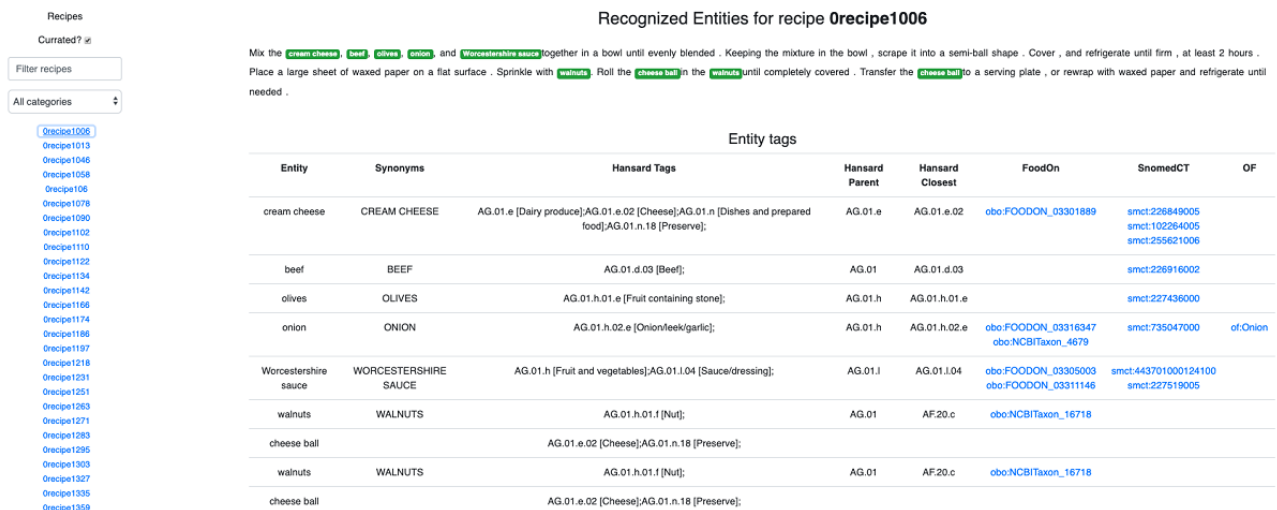 Recipes
Currated?
Filter recipes
All categories
0recipe1006
0recipe1013
0recipe1046
0recipe1058
0recipe106
0recipe1078
0recipe1090
0recipe1102
0recipe1110
0recipe1122
0recipe1134
0recipe1142
0recipe1166
0recipe1174
0recipe1186
0recipe1197
0recipe1218
0recipe1231
0recipe1251
0recipe1263
0recipe1271
0recipe1283
0recipe1295
0recipe1303
0recipe1327
0recipe1335
0recipe1359
Recognized Entities for recipe 0recipe1006
Mix the cream cheese, beef, olives, onion, and Worcestershire sauce together in a bowl until evenly blended . Keeping the mixture in the bowl , scrape it into a semi-ball shape . Cover , and refrigerate until firm , at least 2 hours .
Place a large sheet of waxed paper on a flat surface . Sprinkle with walnuts. Roll the cheese ball in the walnuts until completely covered . Transfer the cheese ball to a serving plate , or rewrap with waxed paper and refrigerate until
needed .
Entity tags
Entity Synonyms Hansard Tags Hansard Parent Hansard Closest FoodOn SnomedCT OF
cream cheese CREAM CHEESE AG.01.e [Dairy produce];AG.01.e.02 [Cheese];AG.01.n [Dishes and prepared food];AG.01.n.18 [Preserve]; AG.01.e AG.01.e.02 obo:FOODON_03301889 smct:226849005
smct:102264005
smct:255621006
beef BEEF AG.01.d.03 [Beef]; AG.01 AG.01.d.03 smct:226916002
olives OLIVES AG.01.h.01.e [Fruit containing stone]; AG.01.h AG.01.h.01.e smct:227436000
onion ONION AG.01.h.02.e [Onion/leek/garlic]; AG.01.h AG.01.h.02.e obo:FOODON_03316347 smct:735047000 of:Onion
obo:NCBITaxon_4679
Worcestershire sauce WORCESTERSHIRE SAUCE AG.01.h [Fruit and vegetables];AG.01.l.04 [Sauce/dressing]; AG.01.l AG.01.l.04 obo:FOODON_03305003 smct:443701000124100
obo:FOODON_03311146 smct:227519005
walnuts WALNUTS AG.01.h.01.f [Nut]; AG.01 AF.20.c obo:NCBITaxon_16718
cheese ball AG.01.e.02 [Cheese];AG.01.n.18 [Preserve];
walnuts WALNUTS AG.01.h.01.f [Nut]; AG.01 AF.20.c obo:NCBITaxon_16718
cheese ball AG.01.e.02 [Cheese];AG.01.n.18 [Preserve];